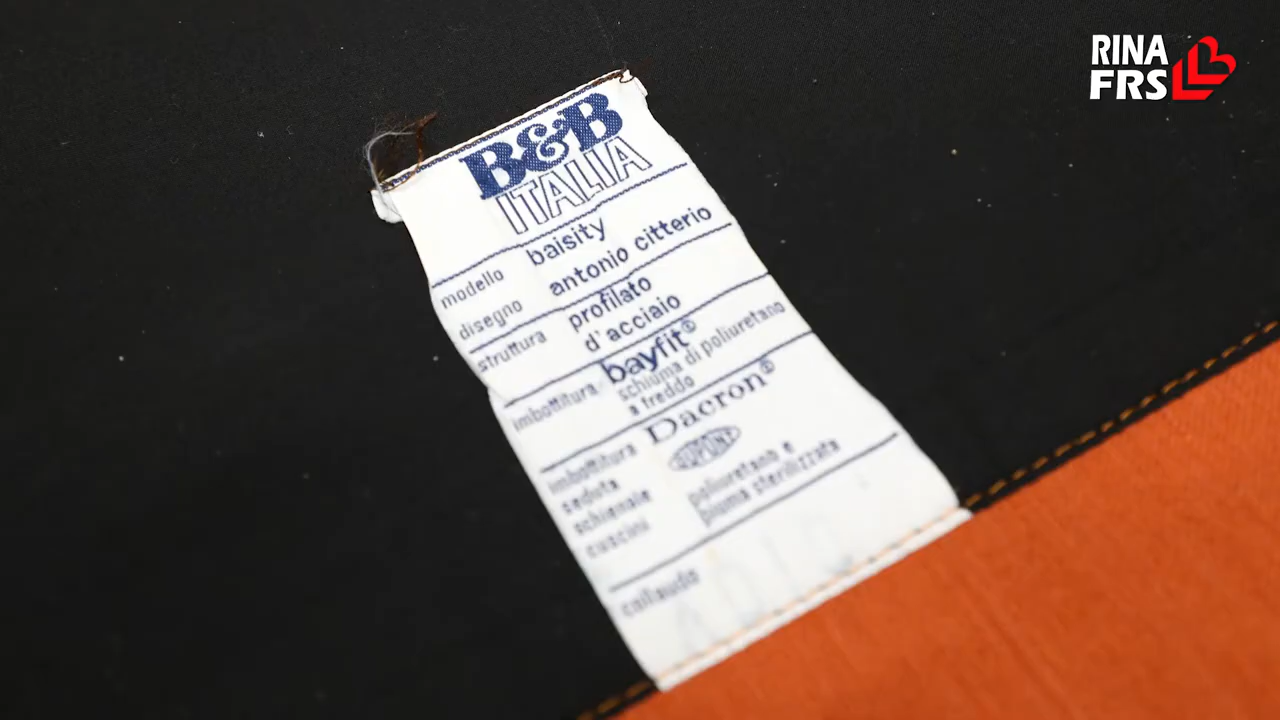 RINA
FRS
B&B
ITALIA
modello baisity
disegno antonio citterio
struttura profilato
d'acciaio
imbottitura bayfit®
schiuma di poliuretano
a freddo
imbottitura Dacron®
seduta DUPONT
schienale poliuretano e
cuscini piuma sterilizzata
collaudo